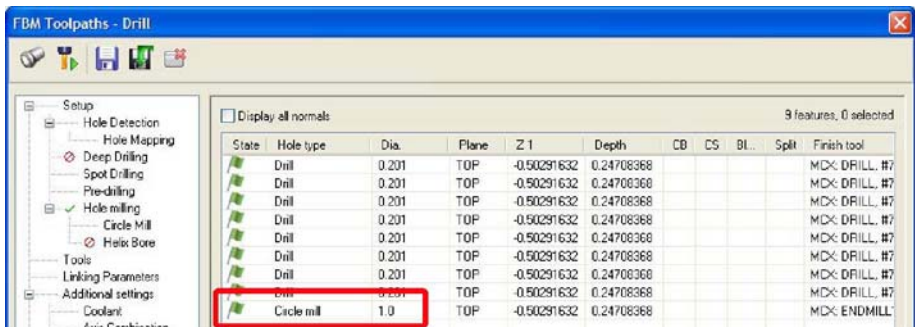 FBM Toolpaths - Drill
Setup
Hole Detection
Hole Mapping
Deep Drilling
Spot Drilling
Pre-drilling
Hole milling
Circle Mill
Helix Bore
Tools
Linking Parameters
Additional settings
Coolant
Axis Combination
Display all normals 9 features, 0 selected
State Hole type Dia. Plane Z 1 Depth CB CS Bl... Split Finish tool
Drill 0.201 TOP -0.50291632 0.24708368 MCX: DRILL, #7
Drill 0.201 TOP -0.50291632 0.24708368 MCX: DRILL, #7
Drill 0.201 TOP -0.50291632 0.24708368 MCX: DRILL, #7
Drill 0.201 TOP -0.50291632 0.24708368 MCX: DRILL, #7
Drill 0.201 TOP -0.50291632 0.24708368 MCX: DRILL, #7
Drill 0.201 TOP -0.50291632 0.24708368 MCX: DRILL, #7
Drill 0.201 TOP -0.50291632 0.24708368 MCX: DRILL, #7
Drill 0.201 TOP -0.50291632 0.24708368 MCX: DRILL, #7
Circle mill 1.0 TOP -0.50291632 0.24708368 MCX: ENDMILL